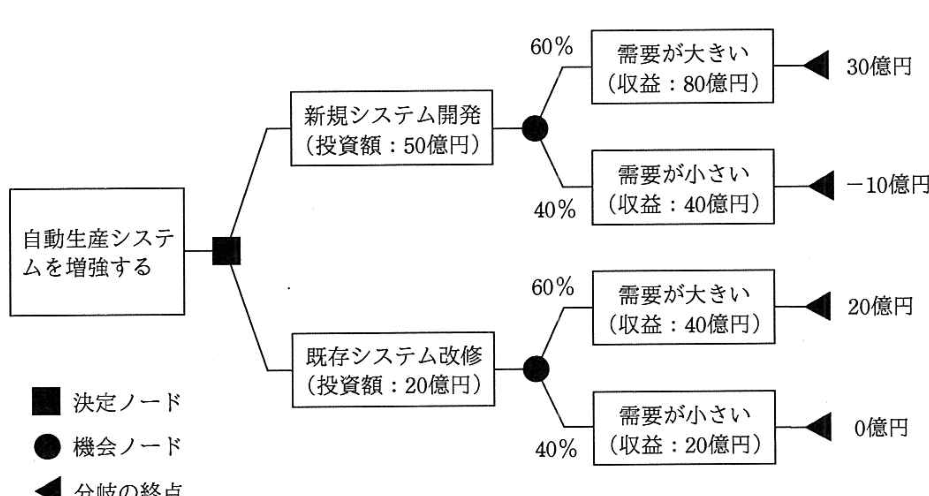 60%
需要が大きい
(収益：80億円)
30億円
新規システム開発
(投資額：50億円)
40%
需要が小さい
(収益：40億円)
−10億円
自動生産システ
ムを増強する
60%
需要が大きい
(収益：40億円)
20億円
既存システム改修
(投資額：20億円)
40%
需要が小さい
(収益：20億円)
0億円
決定ノード
機会ノード
分岐の終点